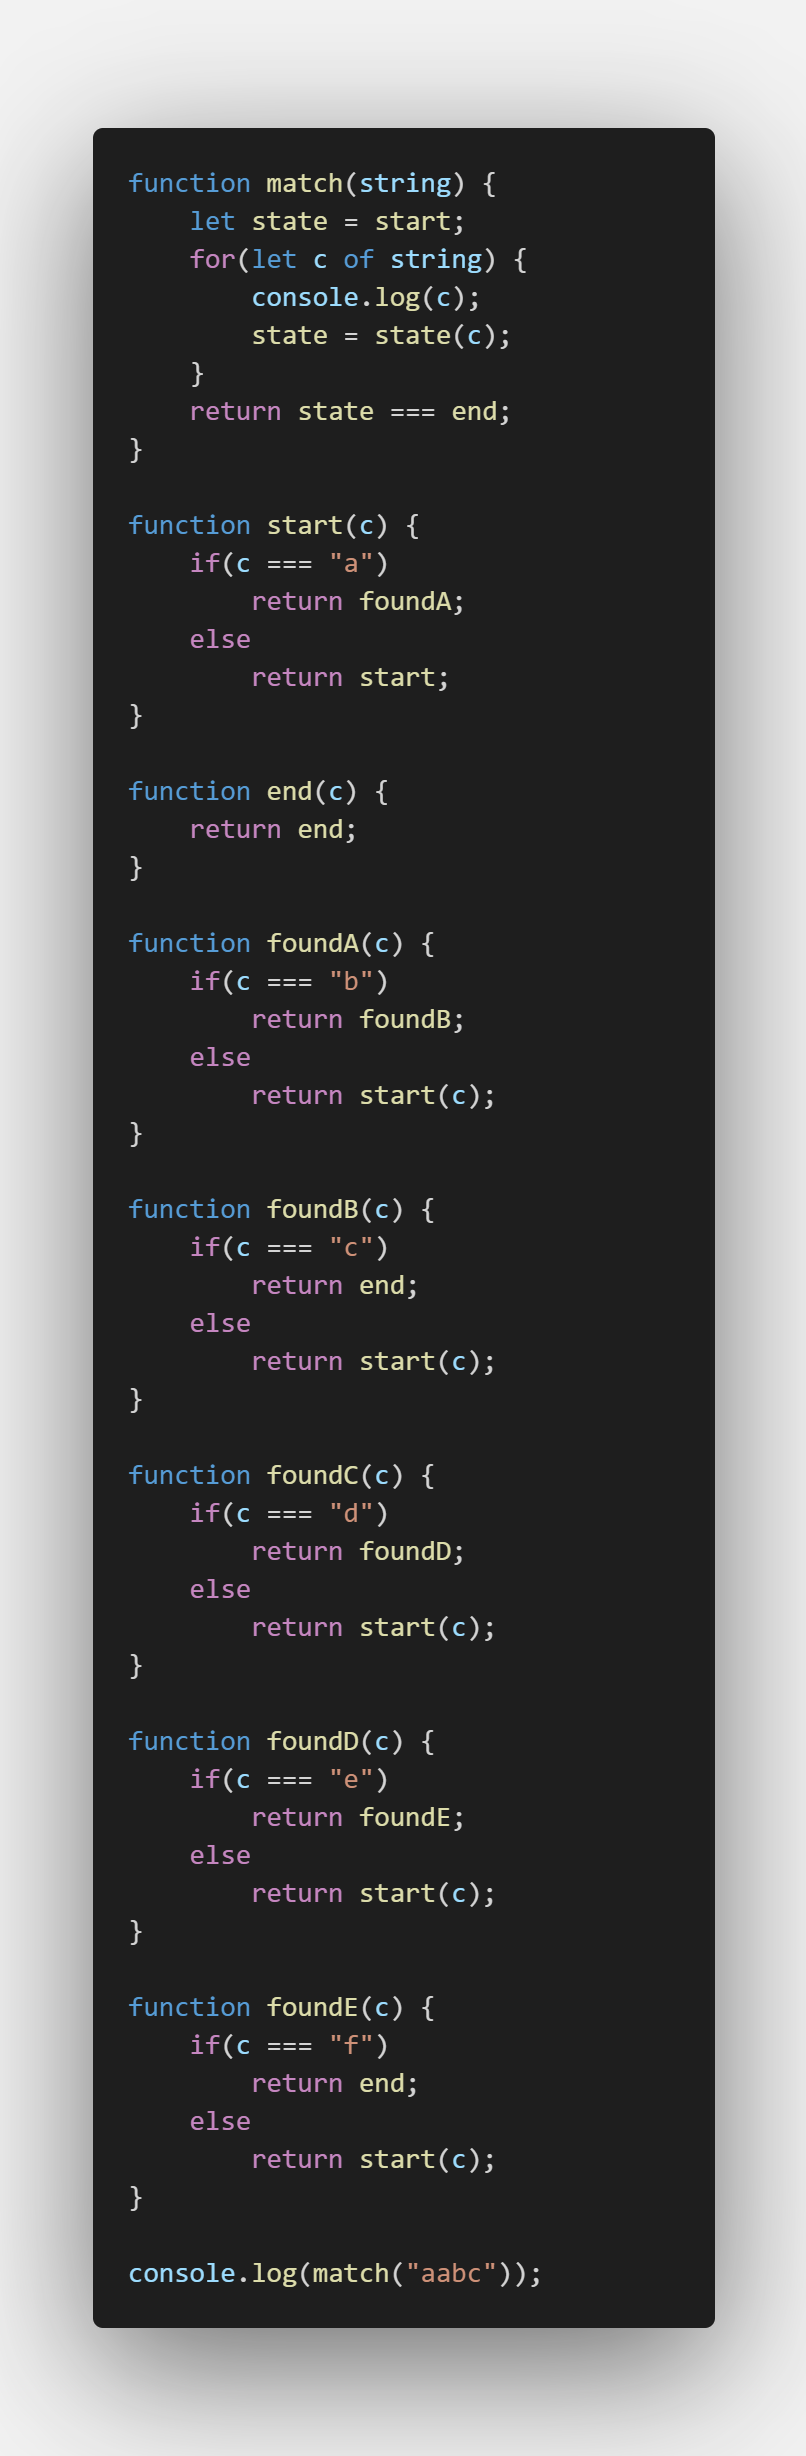 function match(string) {
    let state = start;
    for(let c of string) {
        console.log(c);
        state = state(c);
    }
    return state === end;
}

function start(c) {
    if(c === "a")
        return foundA;
    else
        return start;
}

function end(c) {
    return end;
}

function foundA(c) {
    if(c === "b")
        return foundB;
    else
        return start(c);
}

function foundB(c) {
    if(c === "c")
        return end;
    else
        return start(c);
}

function foundC(c) {
    if(c === "d")
        return foundD;
    else
        return start(c);
}

function foundD(c) {
    if(c === "e")
        return foundE;
    else
        return start(c);
}

function foundE(c) {
    if(c === "f")
        return end;
    else
        return start(c);
}

console.log(match("aabc"));